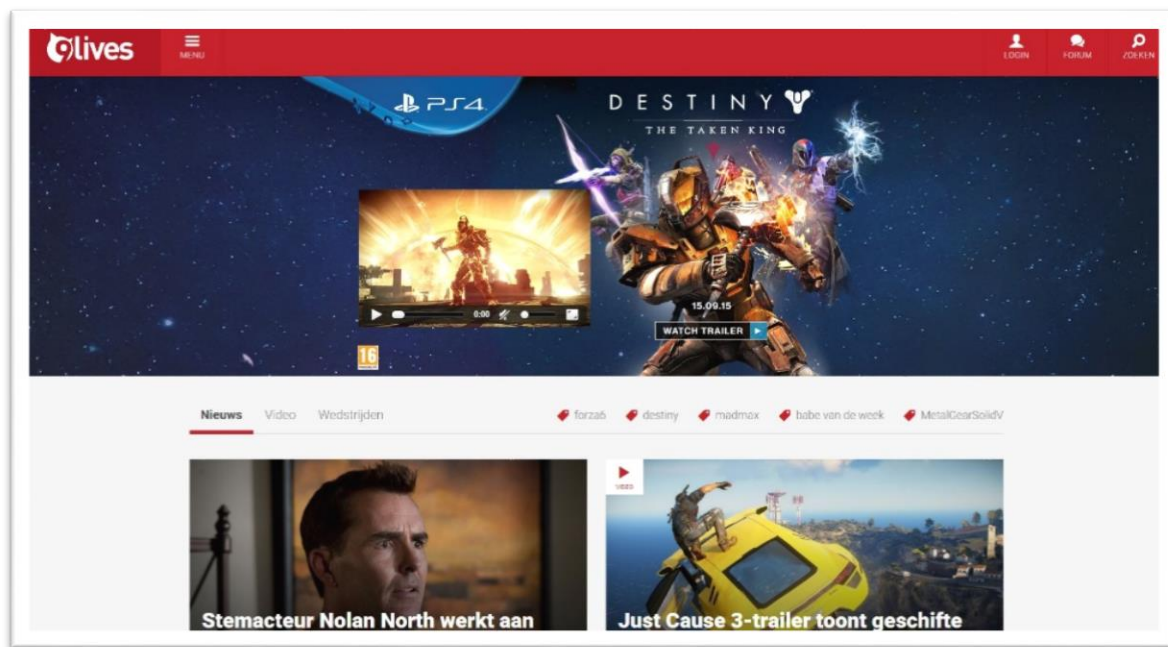 9lives
MENU
LOGIN
FORUM
ZOEKEN
PS4
DESTINY
THE TAKEN KING
0:00
15.09.15
WATCH TRAILER
16
Nieuws Video Wedstrijden
forza6 destiny madmax babe van de week MetalGearSolidV
Stemacteur Nolan North werkt aan
Just Cause 3-trailer toont geschifte